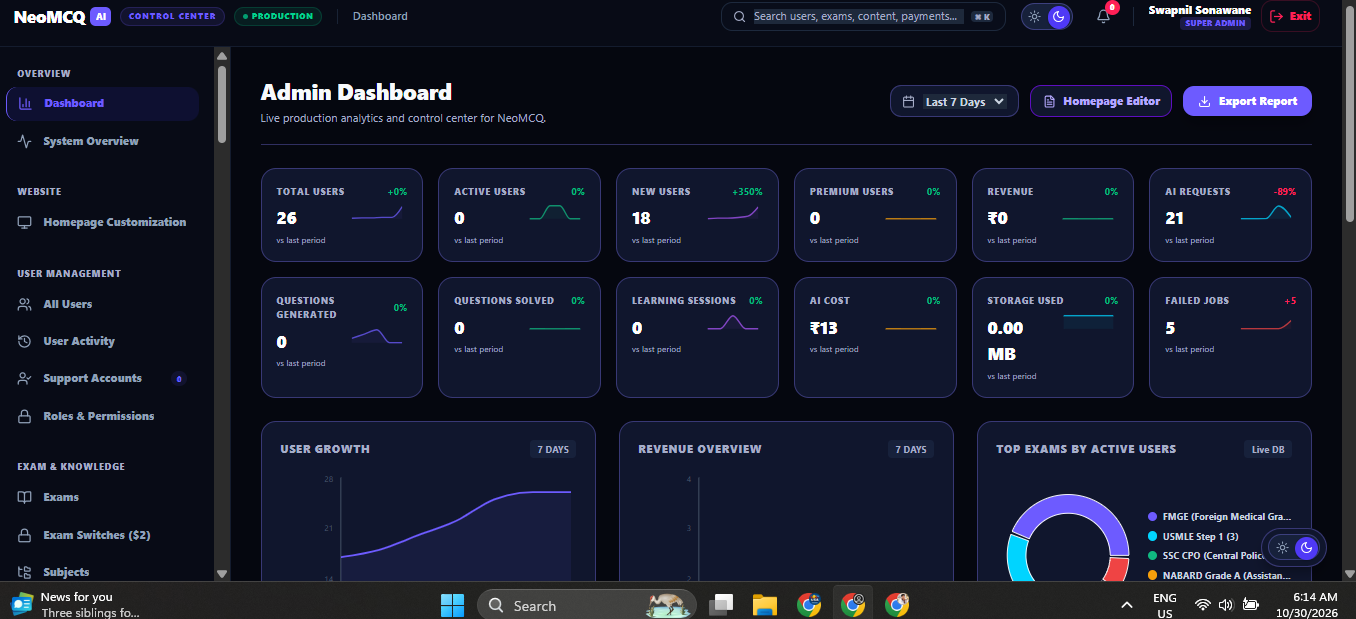 NeoMCQ AI
CONTROL CENTER
PRODUCTION
Dashboard
Search users, exams, content, payments...
⌘ K
0
Swapnil Sonawane
SUPER ADMIN
Exit
OVERVIEW
Dashboard
System Overview
WEBSITE
Homepage Customization
USER MANAGEMENT
All Users
User Activity
Support Accounts 0
Roles & Permissions
EXAM & KNOWLEDGE
Exams
Exam Switches ($2)
Subjects
Admin Dashboard
Live production analytics and control center for NeoMCQ.
Last 7 Days
Homepage Editor
Export Report
TOTAL USERS +0%
26
vs last period
ACTIVE USERS 0%
0
vs last period
NEW USERS +350%
18
vs last period
PREMIUM USERS 0%
0
vs last period
REVENUE 0%
₹0
vs last period
AI REQUESTS -89%
21
vs last period
QUESTIONS
GENERATED 0%
0
vs last period
QUESTIONS SOLVED 0%
0
vs last period
LEARNING SESSIONS 0%
0
vs last period
AI COST 0%
₹13
vs last period
STORAGE USED 0%
0.00
MB
vs last period
FAILED JOBS +5
5
vs last period
USER GROWTH 7 DAYS
28
21
14
REVENUE OVERVIEW 7 DAYS
4
3
2
TOP EXAMS BY ACTIVE USERS Live DB
FMGE (Foreign Medical Gra...
USMLE Step 1 (3)
SSC CPO (Central Polic
NABARD Grade A (Assistan...
News for you
Three siblings fo...
Search
ENG
US
6:14 AM
10/30/2026